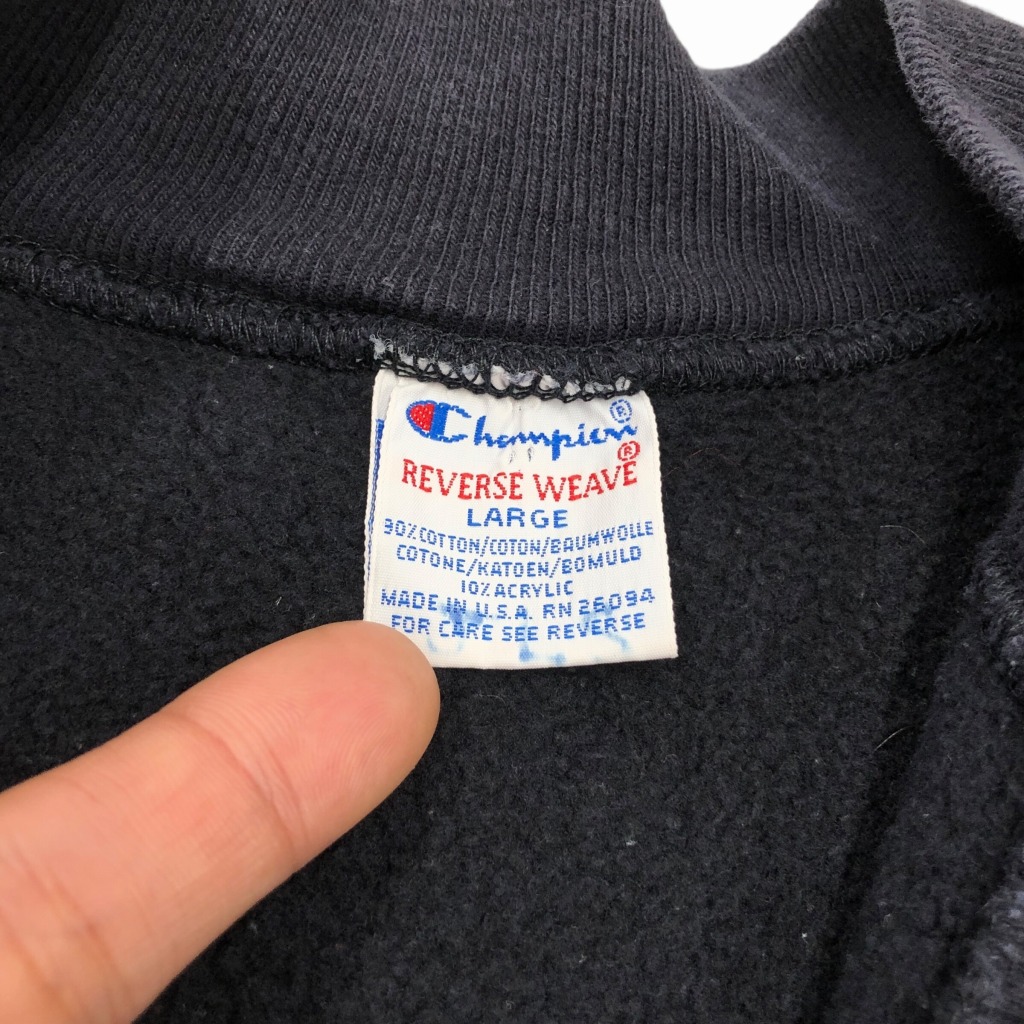 Champion®
REVERSE WEAVE®
LARGE
90% COTTON/COTON/BAUMWOLLE
COTONE/KATOEN/BOMULD
10% ACRYLIC
MADE IN U.S.A. RN 26094
FOR CARE SEE REVERSE